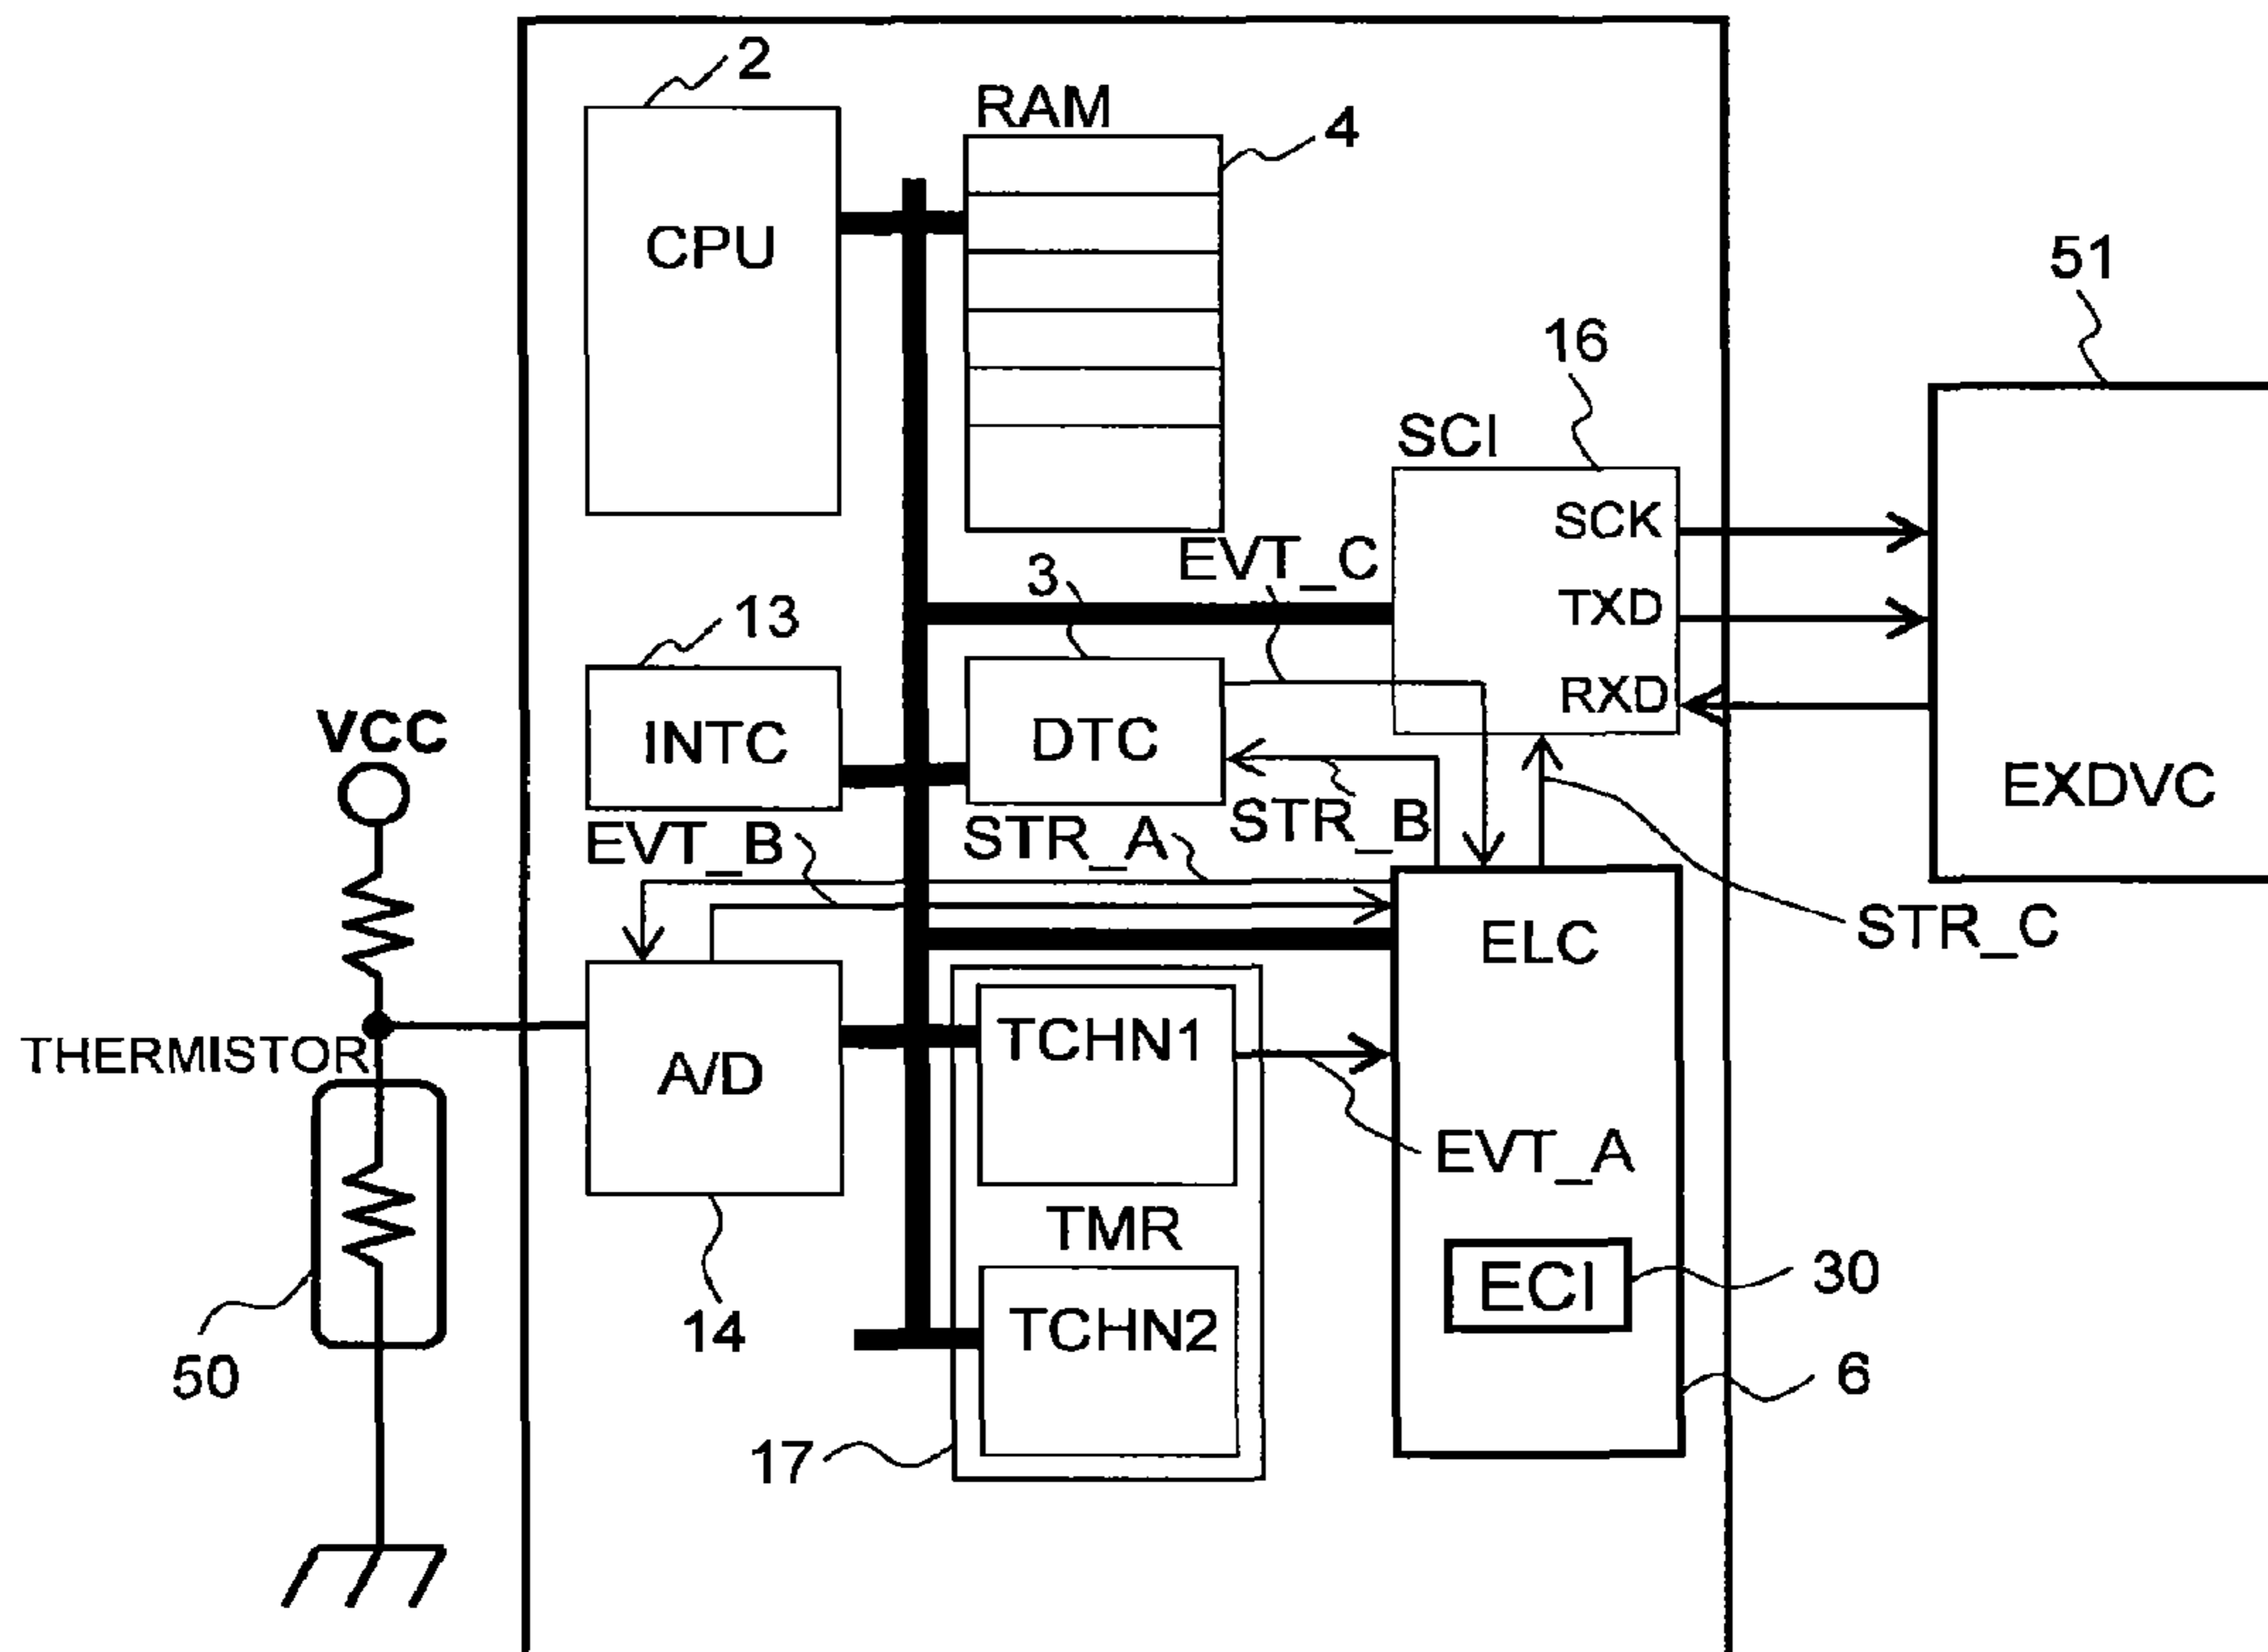 2
RAM
4
CPU
51
16
SCI
SCK
EVT_C
3
TXD
13
RXD
VCC
INTC
DTC
EXDVC
STR_B
EVT_B
STR_A
STR_C
ELC
THERMISTOR
TCHN1
A/D
EVT_A
TMR
ECI
30
14
TCHN2
50
6
17